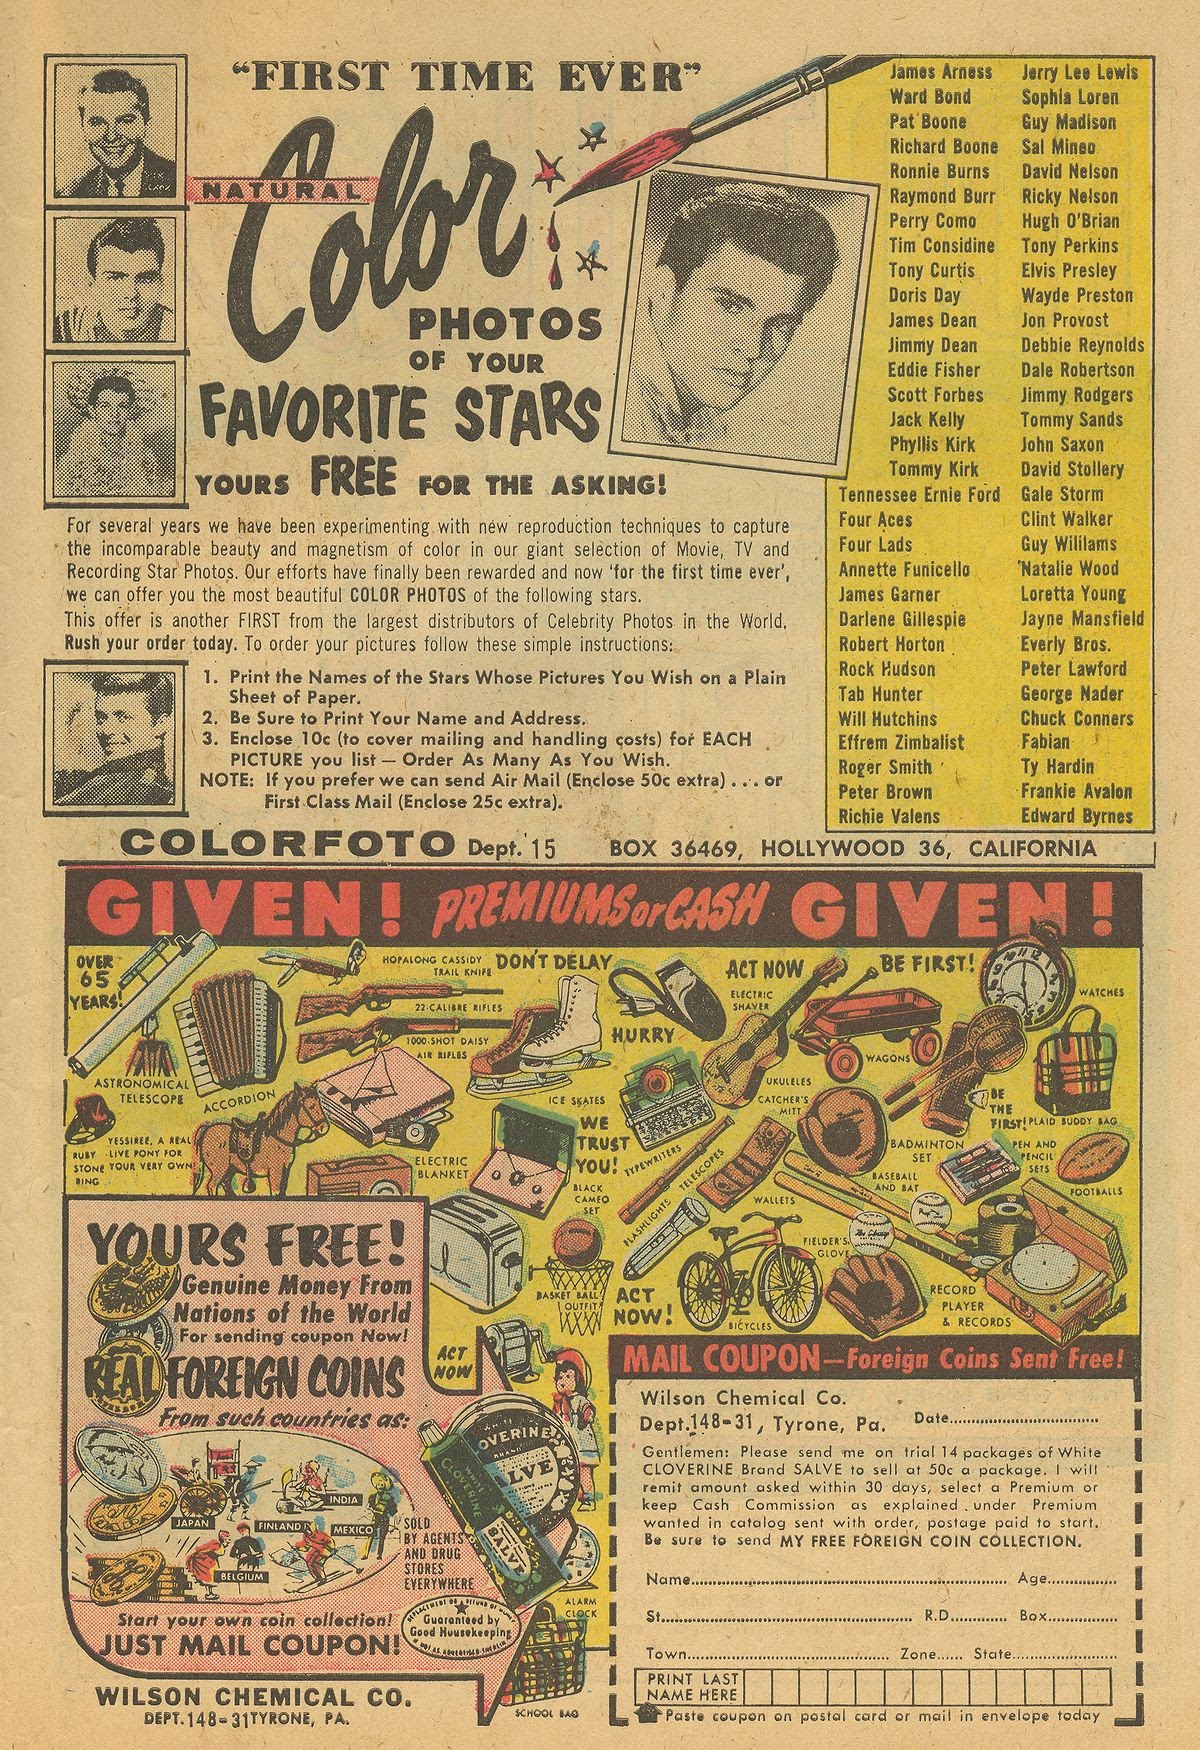 "FIRST TIME EVER"
NATURAL
Color
PHOTOS
OF YOUR
FAVORITE STARS
YOURS FREE FOR THE ASKING!
For several years we have been experimenting with new reproduction techniques to capture
the incomparable beauty and magnetism of color in our giant selection of Movie, TV and
Recording Star Photos. Our efforts have finally been rewarded and now 'for the first time ever',
we can offer you the most beautiful COLOR PHOTOS of the following stars.
This offer is another FIRST from the largest distributors of Celebrity Photos in the World,
Rush your order today. To order your pictures follow these simple instructions:
1. Print the Names of the Stars Whose Pictures You Wish on a Plain
Sheet of Paper.
2. Be Sure to Print Your Name and Address.
3. Enclose 10c (to cover mailing and handling costs) for EACH
PICTURE you list — Order As Many As You Wish.
NOTE: If you prefer we can send Air Mail (Enclose 50c extra) . . . or
First Class Mail (Enclose 25c extra).
James Arness
Ward Bond
Pat Boone
Richard Boone
Ronnie Burns
Raymond Burr
Perry Como
Tim Considine
Tony Curtis
Doris Day
James Dean
Jimmy Dean
Eddie Fisher
Scott Forbes
Jack Kelly
Phyllis Kirk
Tommy Kirk
Tennessee Ernie Ford
Four Aces
Four Lads
Annette Funicello
James Garner
Darlene Gillespie
Robert Horton
Rock Hudson
Tab Hunter
Will Hutchins
Effrem Zimbalist
Roger Smith
Peter Brown
Richie Valens
Jerry Lee Lewis
Sophia Loren
Guy Madison
Sal Mineo
David Nelson
Ricky Nelson
Hugh O'Brian
Tony Perkins
Elvis Presley
Wayde Preston
Jon Provost
Debbie Reynolds
Dale Robertson
Jimmy Rodgers
Tommy Sands
John Saxon
David Stollery
Gale Storm
Clint Walker
Guy Wililams
Natalie Wood
Loretta Young
Jayne Mansfield
Everly Bros.
Peter Lawford
George Nader
Chuck Conners
Fabian
Ty Hardin
Frankie Avalon
Edward Byrnes
COLORFOTO Dept. 15 BOX 36469, HOLLYWOOD 36, CALIFORNIA
GIVEN! PREMIUMS or CASH GIVEN!
OVER
65
YEARS!
HOPALONG CASSIDY
TRAIL KNIFE
DON'T DELAY
ACT NOW
BE FIRST!
22-CALIBRE RIFLES
1000-SHOT DAISY
AIR RIFLES
HURRY
ELECTRIC
SHAVER
WATCHES
WAGONS
ASTRONOMICAL
TELESCOPE
ACCORDION
ICE SKATES
UKULELES
CATCHER'S
MITT
BE
THE
FIRST!
PLAID BUDDY BAG
RUBY
STONE
RING
YESSIREE, A REAL
LIVE PONY FOR
YOUR VERY OWN
ELECTRIC
BLANKET
WE
TRUST
YOU!
TYPEWRITERS
TELESCOPES
BADMINTON
SET
PEN AND
PENCIL
SETS
BLACK
CAMEO
SET
FLASHLIGHTS
WALLETS
BASEBALL
AND BAT
FOOTBALLS
FIELDER'S
GLOVE
BASKET BALL
OUTFIT
ACT
NOW!
BICYCLES
RECORD
PLAYER
& RECORDS
YOURS FREE!
Genuine Money From
Nations of the World
For sending coupon Now!
REAL FOREIGN COINS
From such countries as:
ACT
NOW
INDIA
JAPAN
FINLAND
MEXICO
BELGIUM
WHITE
CLOVERINE
BRAND
SALVE
WHITE
CLOVERINE
SALVE
SOLD
BY AGENTS
AND DRUG
STORES
EVERYWHERE
Guaranteed by
Good Housekeeping
Start your own coin collection!
JUST MAIL COUPON!
ALARM
CLOCK
SCHOOL BAG
WILSON CHEMICAL CO.
DEPT. 148-31 TYRONE, PA.
MAIL COUPON—Foreign Coins Sent Free!
Wilson Chemical Co.
Dept. 148-31, Tyrone, Pa. Date
Gentlemen: Please send me on trial 14 packages of White
CLOVERINE Brand SALVE to sell at 50c a package. I will
remit amount asked within 30 days, select a Premium or
keep Cash Commission as explained under Premium
wanted in catalog sent with order, postage paid to start.
Be sure to send MY FREE FOREIGN COIN COLLECTION.
Name Age
St. R.D. Box
Town Zone State
PRINT LAST
NAME HERE
Paste coupon on postal card or mail in envelope today